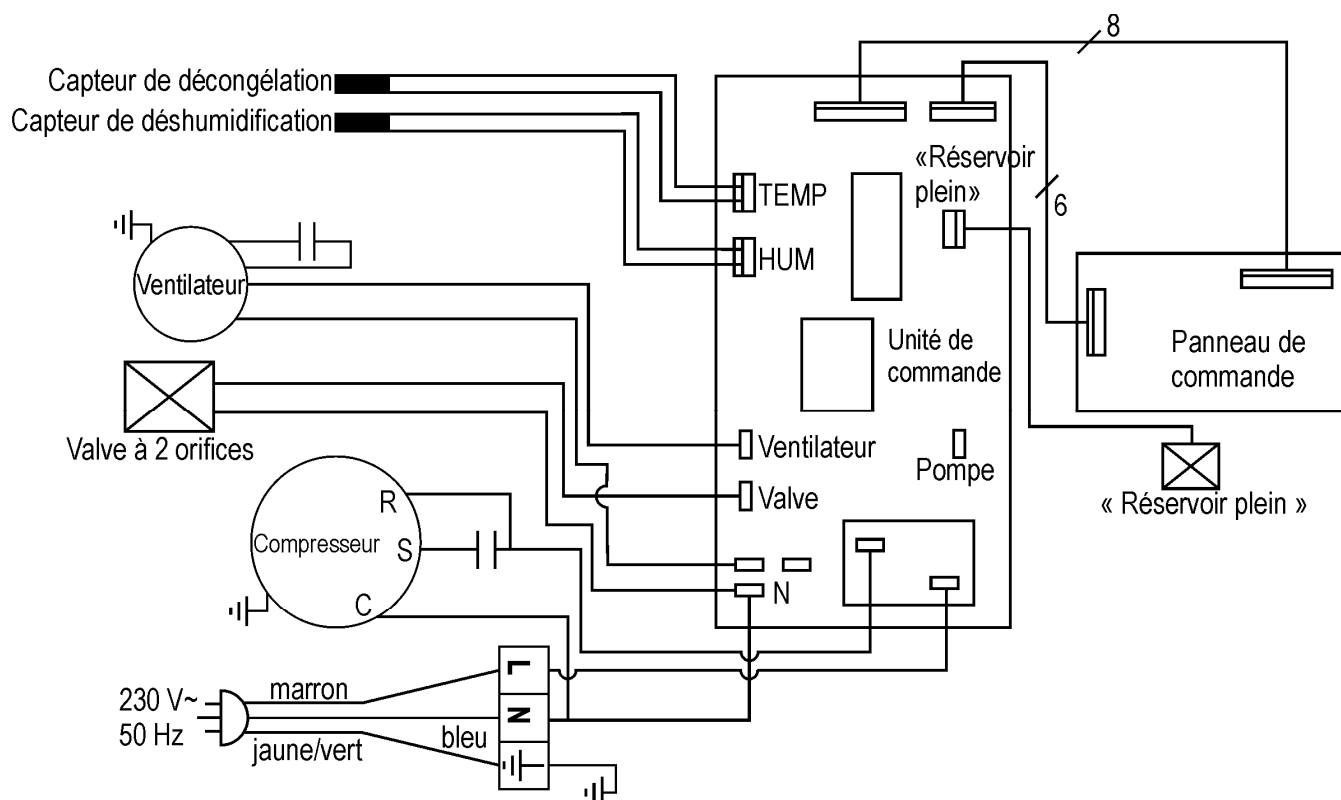 8
Capteur de décongélation
Capteur de déshumidification
«Réservoir
plein»
TEMP
6
HUM
Ventilateur
Unité de
commande
Panneau de
commande
Valve à 2 orifices
Ventilateur
Pompe
Valve
« Réservoir plein »
R
Compresseur
S
N
C
L
230 V~
marron
N
50 Hz
bleu
jaune/vert